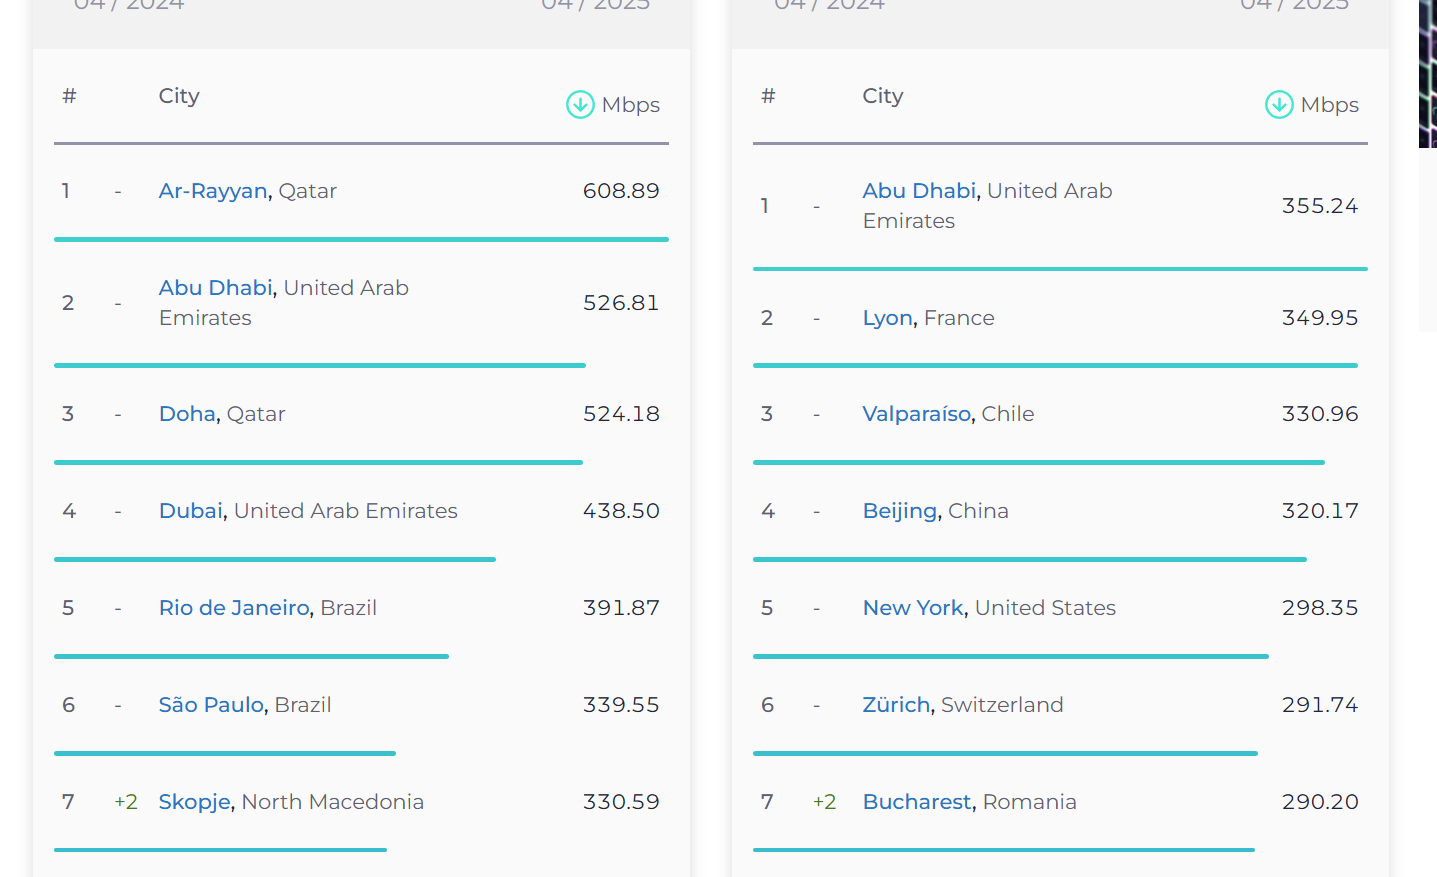 04 / 2024
04 / 2025
# City Mbps
1 - Ar-Rayyan, Qatar 608.89
2 - Abu Dhabi, United Arab
Emirates 526.81
3 - Doha, Qatar 524.18
4 - Dubai, United Arab Emirates 438.50
5 - Rio de Janeiro, Brazil 391.87
6 - São Paulo, Brazil 339.55
7 +2 Skopje, North Macedonia 330.59
04 / 2024
04 / 2025
# City Mbps
1 - Abu Dhabi, United Arab
Emirates 355.24
2 - Lyon, France 349.95
3 - Valparaíso, Chile 330.96
4 - Beijing, China 320.17
5 - New York, United States 298.35
6 - Zürich, Switzerland 291.74
7 +2 Bucharest, Romania 290.20